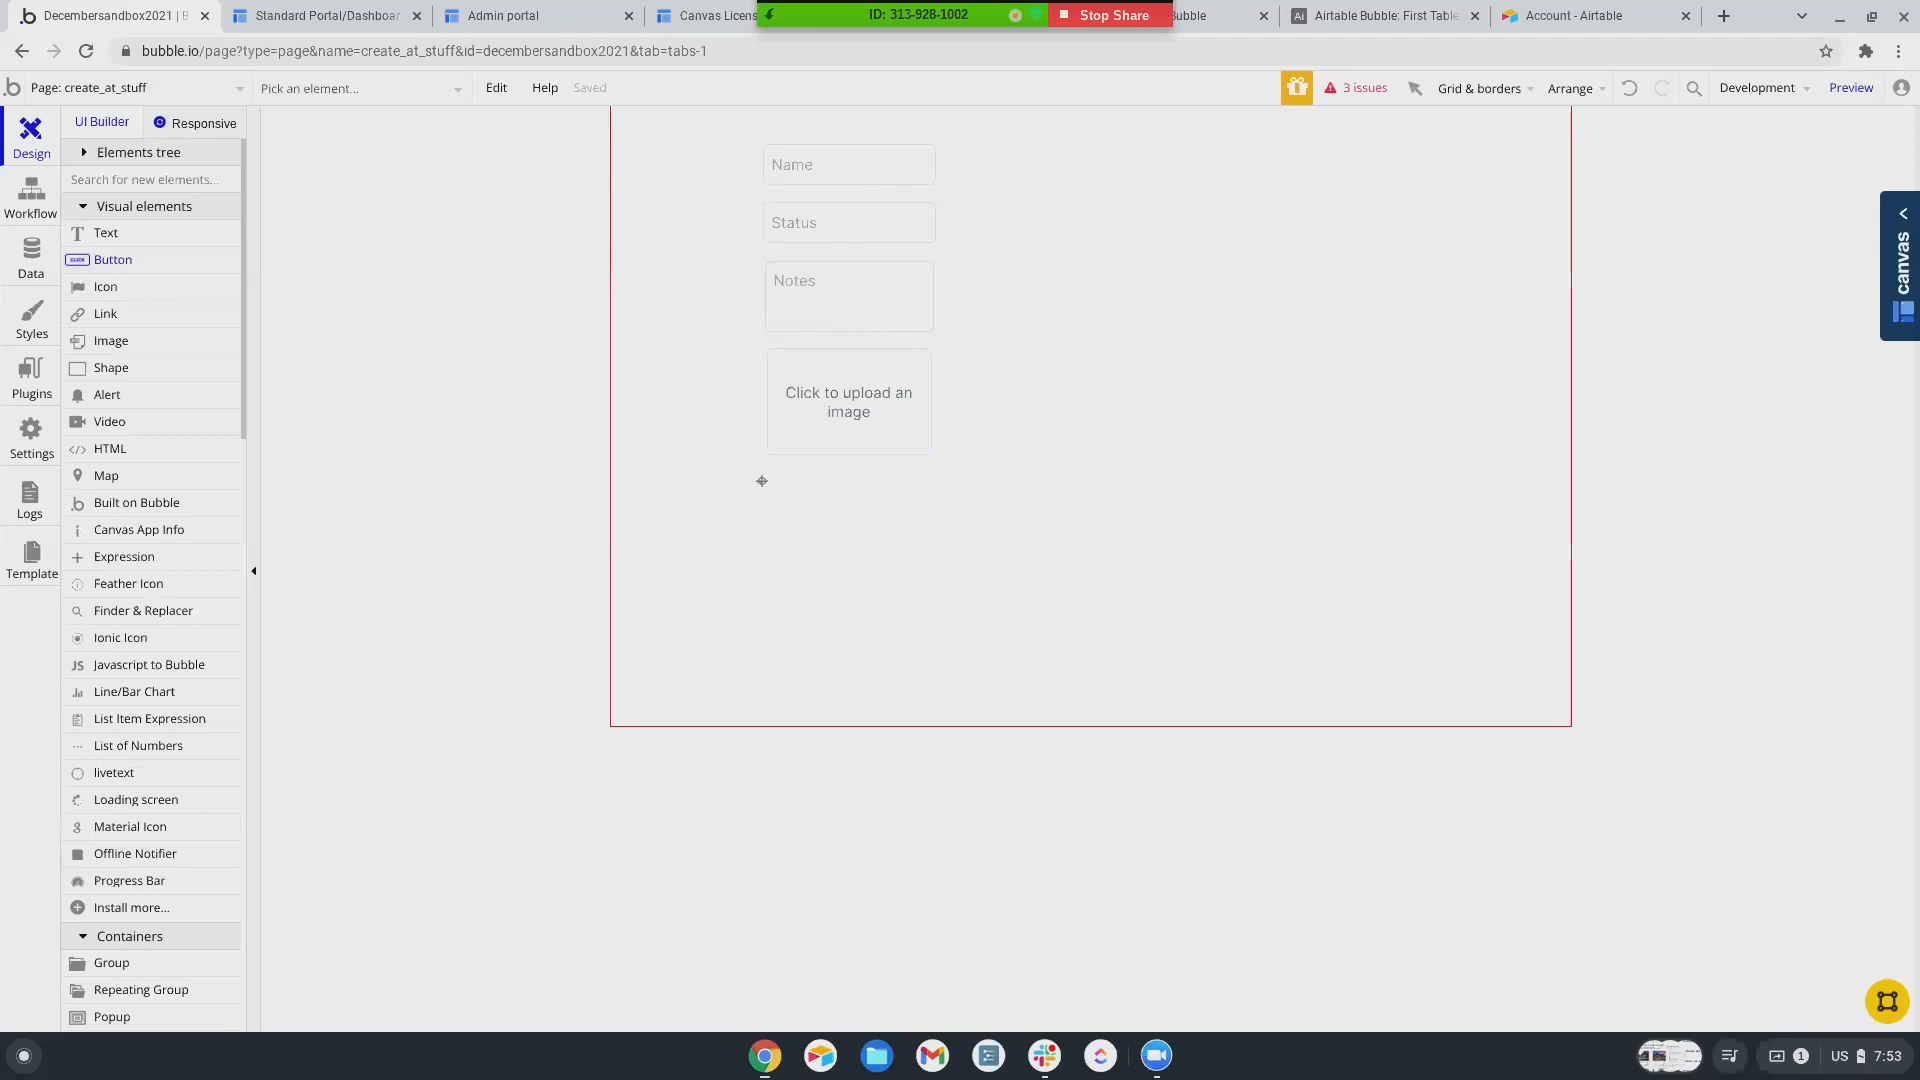 Decembersandbox2021 | B
Standard Portal/Dashboar
Admin portal
Canvas Licens
ID: 313-928-1002
Stop Share
ubble
Airtable Bubble: First Table
Account - Airtable
bubble.io/page?type=page&name=create_at_stuff&id=decembersandbox2021&tab=tabs-1
Page: create_at_stuff
Pick an element...
Edit
Help
Saved
3 issues
Grid & borders
Arrange
Development
Preview
Design
Workflow
Data
Styles
Plugins
Settings
Logs
Template
UI Builder
Responsive
Elements tree
Search for new elements...
Visual elements
Text
Button
Icon
Link
Image
Shape
Alert
Video
HTML
Map
Built on Bubble
Canvas App Info
Expression
Feather Icon
Finder & Replacer
Ionic Icon
Javascript to Bubble
Line/Bar Chart
List Item Expression
List of Numbers
livetext
Loading screen
Material Icon
Offline Notifier
Progress Bar
Install more...
Containers
Group
Repeating Group
Popup
Name
Status
Notes
Click to upload an
image
canvas
1
US
7:53